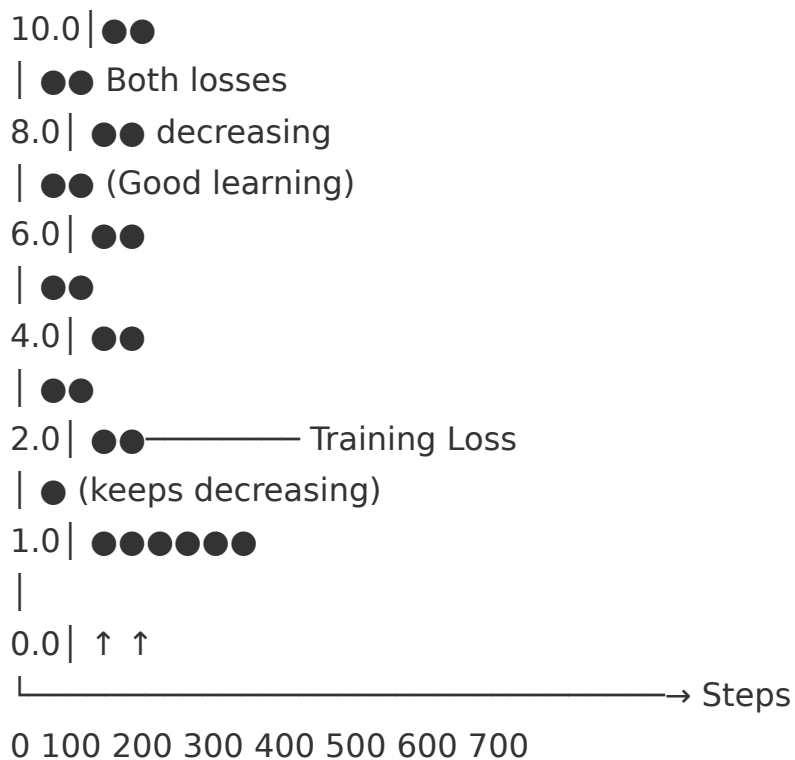 10.0│●●
│ ●● Both losses
8.0│ ●● decreasing
│ ●● (Good learning)
6.0│ ●●
│ ●●
4.0│ ●●
│ ●●
2.0│ ●●────── Training Loss
│ ● (keeps decreasing)
1.0│ ●●●●●●
│
0.0│ ↑ ↑
└─────────────────────────→ Steps
0 100 200 300 400 500 600 700